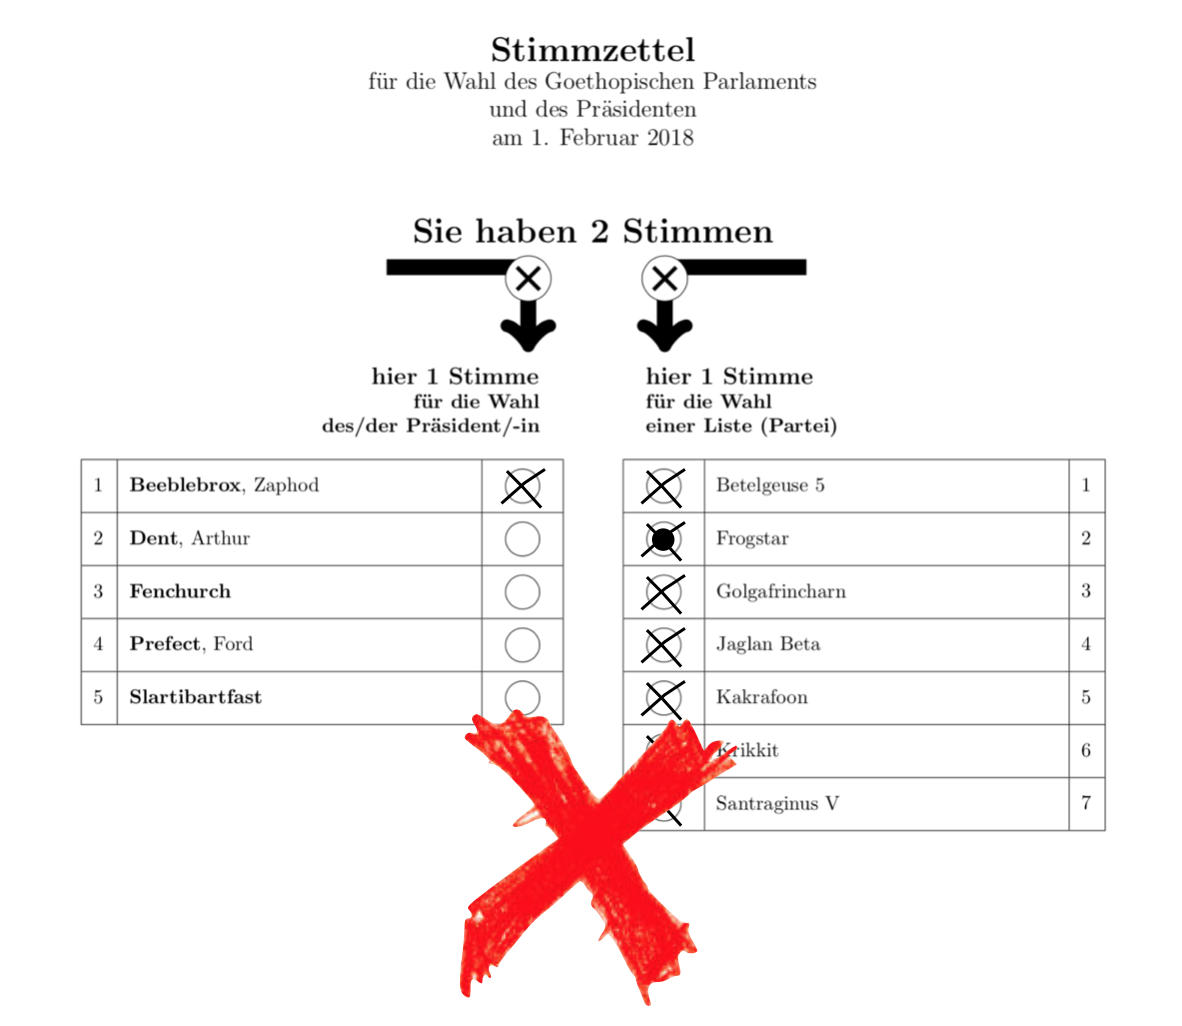 Stimmzettel
für die Wahl des Goethopischen Parlaments
und des Präsidenten
am 1. Februar 2018
Sie haben 2 Stimmen
hier 1 Stimme
für die Wahl
des/der Präsident/-in
hier 1 Stimme
für die Wahl
einer Liste (Partei)
1 Beeblebrox, Zaphod
2 Dent, Arthur
3 Fenchurch
4 Prefect, Ford
5 Slartibartfast
Betelgeuse 5 1
Frogstar 2
Golgafrincharn 3
Jaglan Beta 4
Kakrafoon 5
Krikkit 6
Santraginus V 7